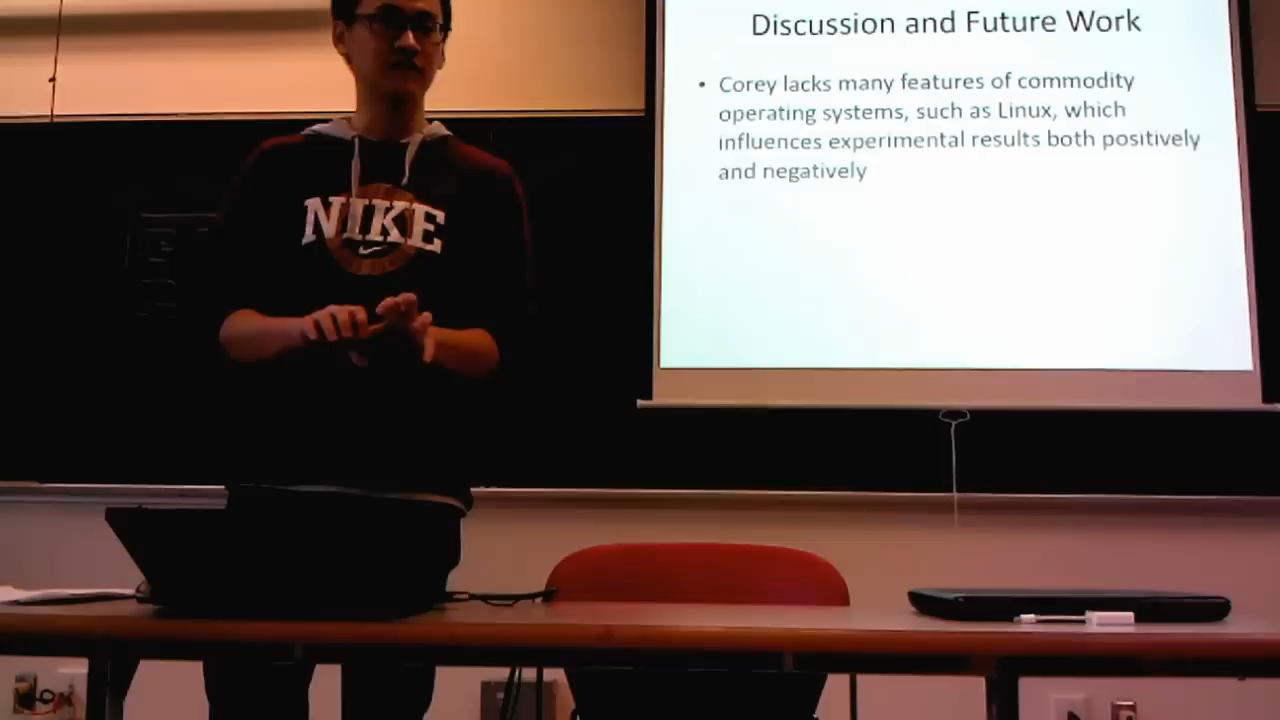 Discussion and Future Work
• Corey lacks many features of commodity
operating systems, such as Linux, which
influences experimental results both positively
and negatively
NIKE